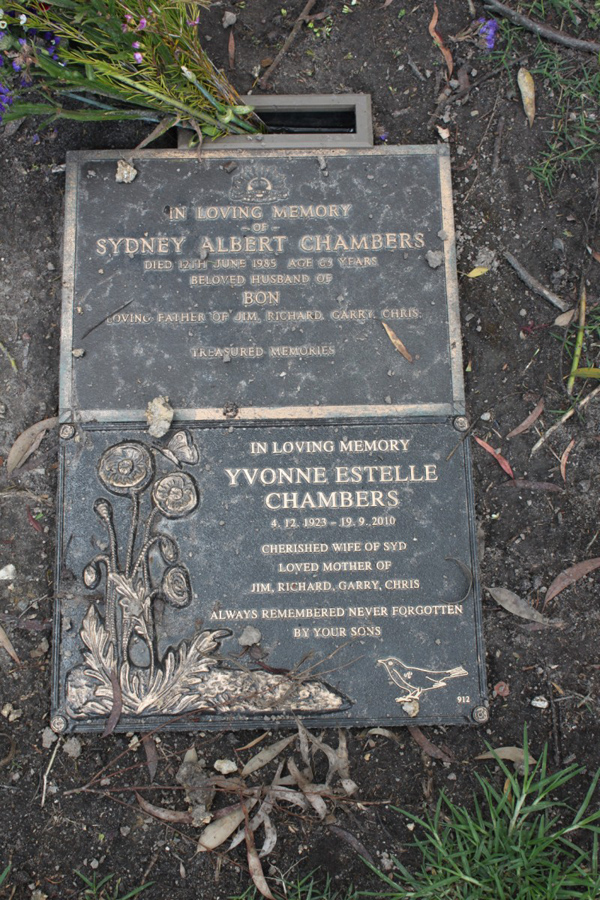 IN LOVING MEMORY
OF
SYDNEY ALBERT CHAMBERS
DIED 12TH JUNE 1985 AGE 63 YEARS
BELOVED HUSBAND OF
BON
LOVING FATHER OF JIM, RICHARD, GARRY, CHRIS.
TREASURED MEMORIES
IN LOVING MEMORY
YVONNE ESTELLE
CHAMBERS
4. 12. 1923 – 19. 9. 2010
CHERISHED WIFE OF SYD
LOVED MOTHER OF
JIM, RICHARD, GARRY, CHRIS
ALWAYS REMEMBERED NEVER FORGOTTEN
BY YOUR SONS
912